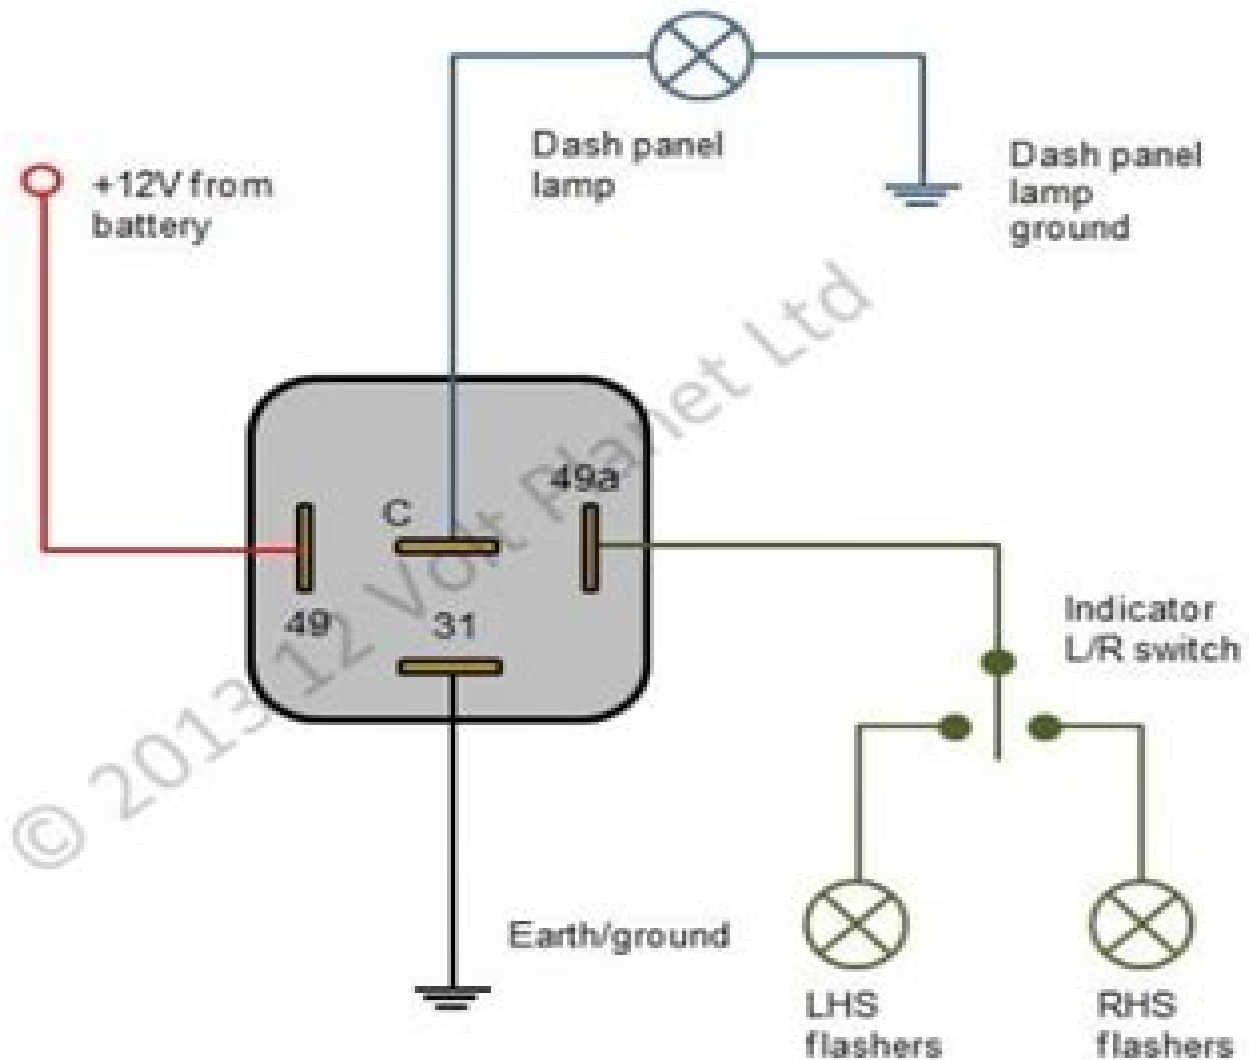 Dash panel
lamp
Dash panel
lamp
ground
+12V from
battery
49a
C
49
31
Indicator
L/R switch
Earth/ground
LHS
flashers
RHS
flashers
© 2013 12 Volt Planet Ltd